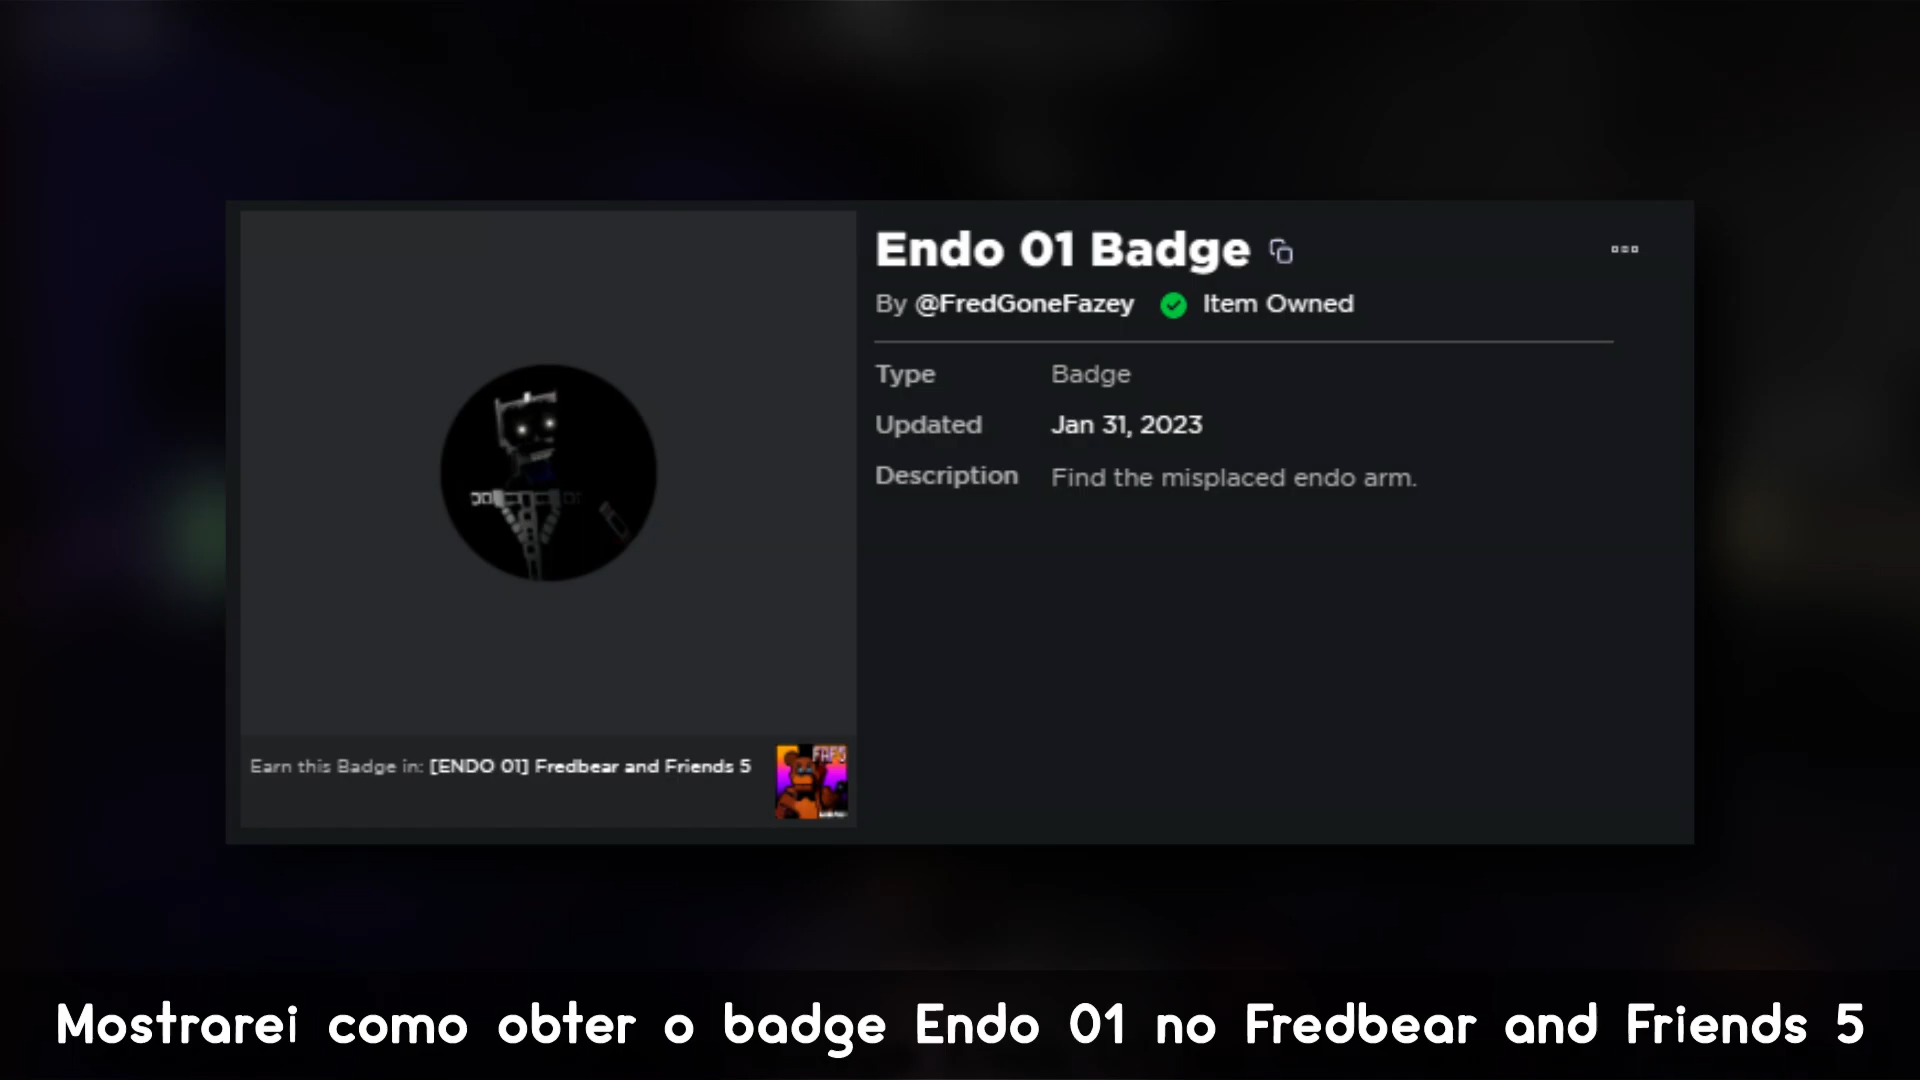 Endo 01 Badge
By @FredGoneFazey Item Owned
Type Badge
Updated Jan 31, 2023
Description Find the misplaced endo arm.
Earn this Badge in: [ENDO 01] Fredbear and Friends 5
FAF5
Mostrarei como obter o badge Endo 01 no Fredbear and Friends 5